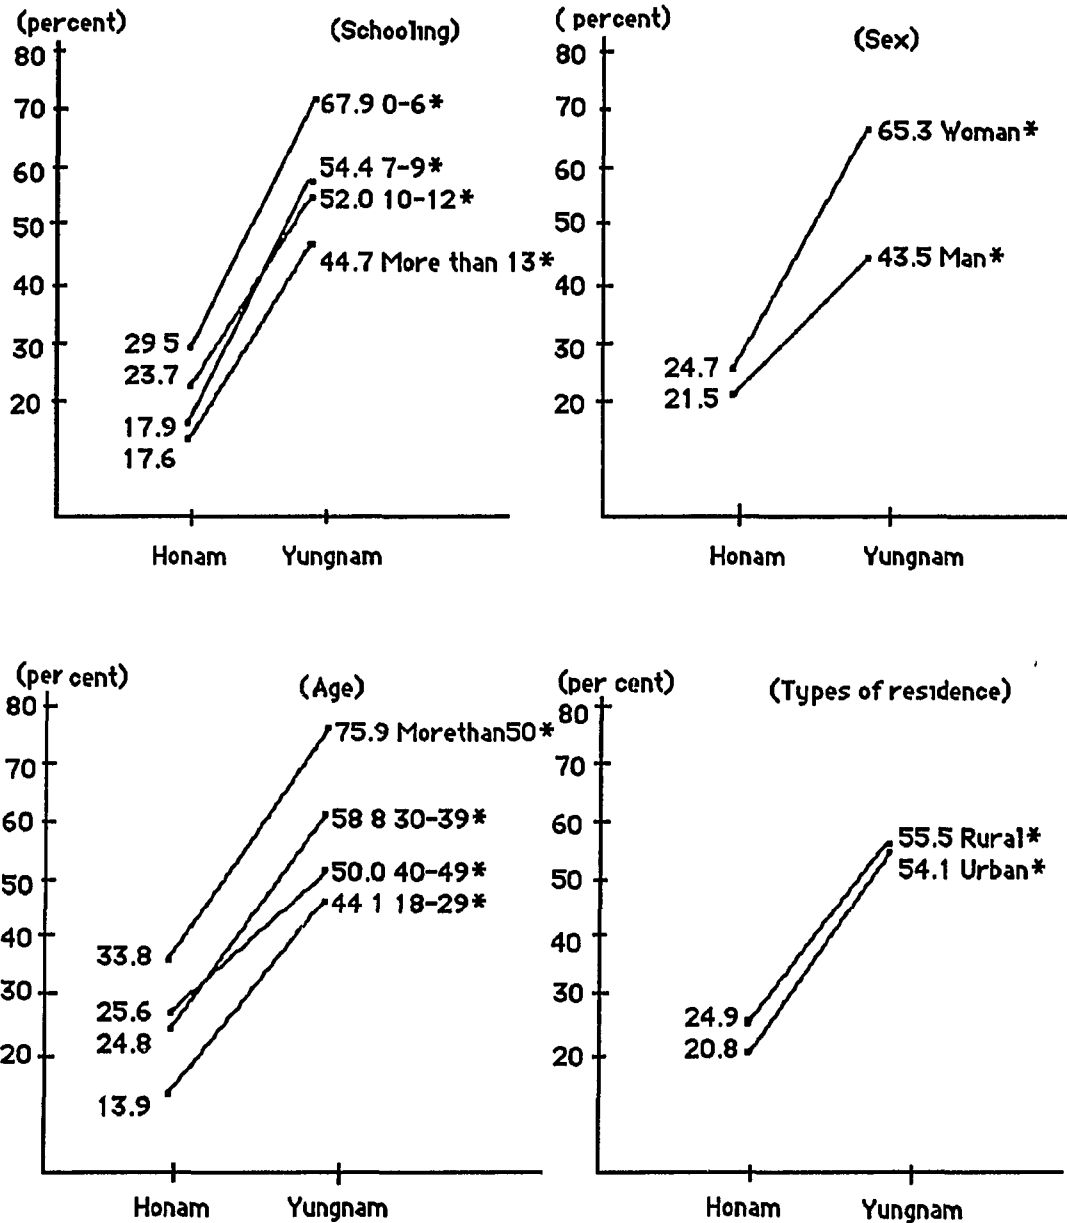 (percent)
(Schooling)
80
70
60
50
40
30
20
67.9 0-6*
54.4 7-9*
52.0 10-12*
44.7 More than 13*
29 5
23.7
17.9
17.6
Honam Yungnam
( percent)
(Sex)
80
70
60
50
40
30
20
65.3 Woman*
43.5 Man*
24.7
21.5
Honam Yungnam
(per cent)
(Age)
80
70
60
50
40
30
20
75.9 Morethan50*
58 8 30-39*
50.0 40-49*
44 1 18-29*
33.8
25.6
24.8
13.9
Honam Yungnam
(per cent)
(Types of residence)
80
70
60
50
40
30
20
55.5 Rural*
54.1 Urban*
24.9
20.8
Honam Yungnam